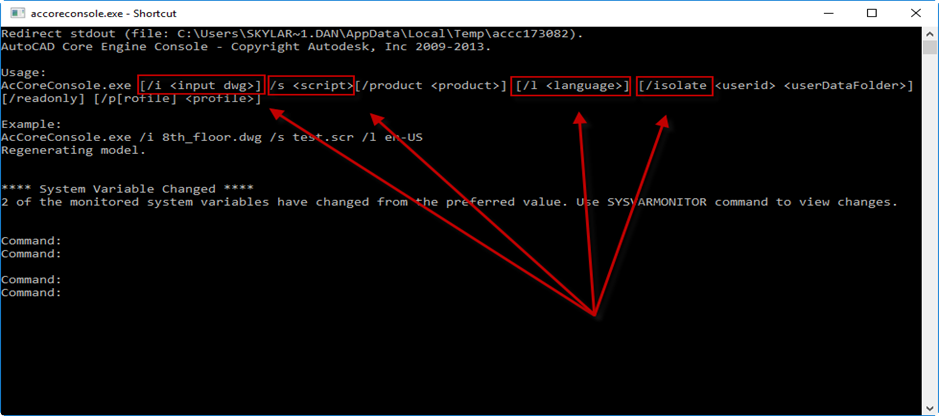 accoreconsole.exe - Shortcut
Redirect stdout (file: C:\Users\SKYLAR~1.DAN\AppData\Local\Temp\accc173082).
AutoCAD Core Engine Console - Copyright Autodesk, Inc 2009-2013.
Usage:
AcCoreConsole.exe [/i <input dwg>] /s <script>[/product <product>] [/l <language>] [/isolate <userid> <userDataFolder>]
[/readonly] [/p[rofile] <profile>]
Example:
AcCoreConsole.exe /i 8th_floor.dwg /s test.scr /l en-US
Regenerating model.
**** System Variable Changed ****
2 of the monitored system variables have changed from the preferred value. Use SYSVARMONITOR command to view changes.
Command:
Command:
Command:
Command: